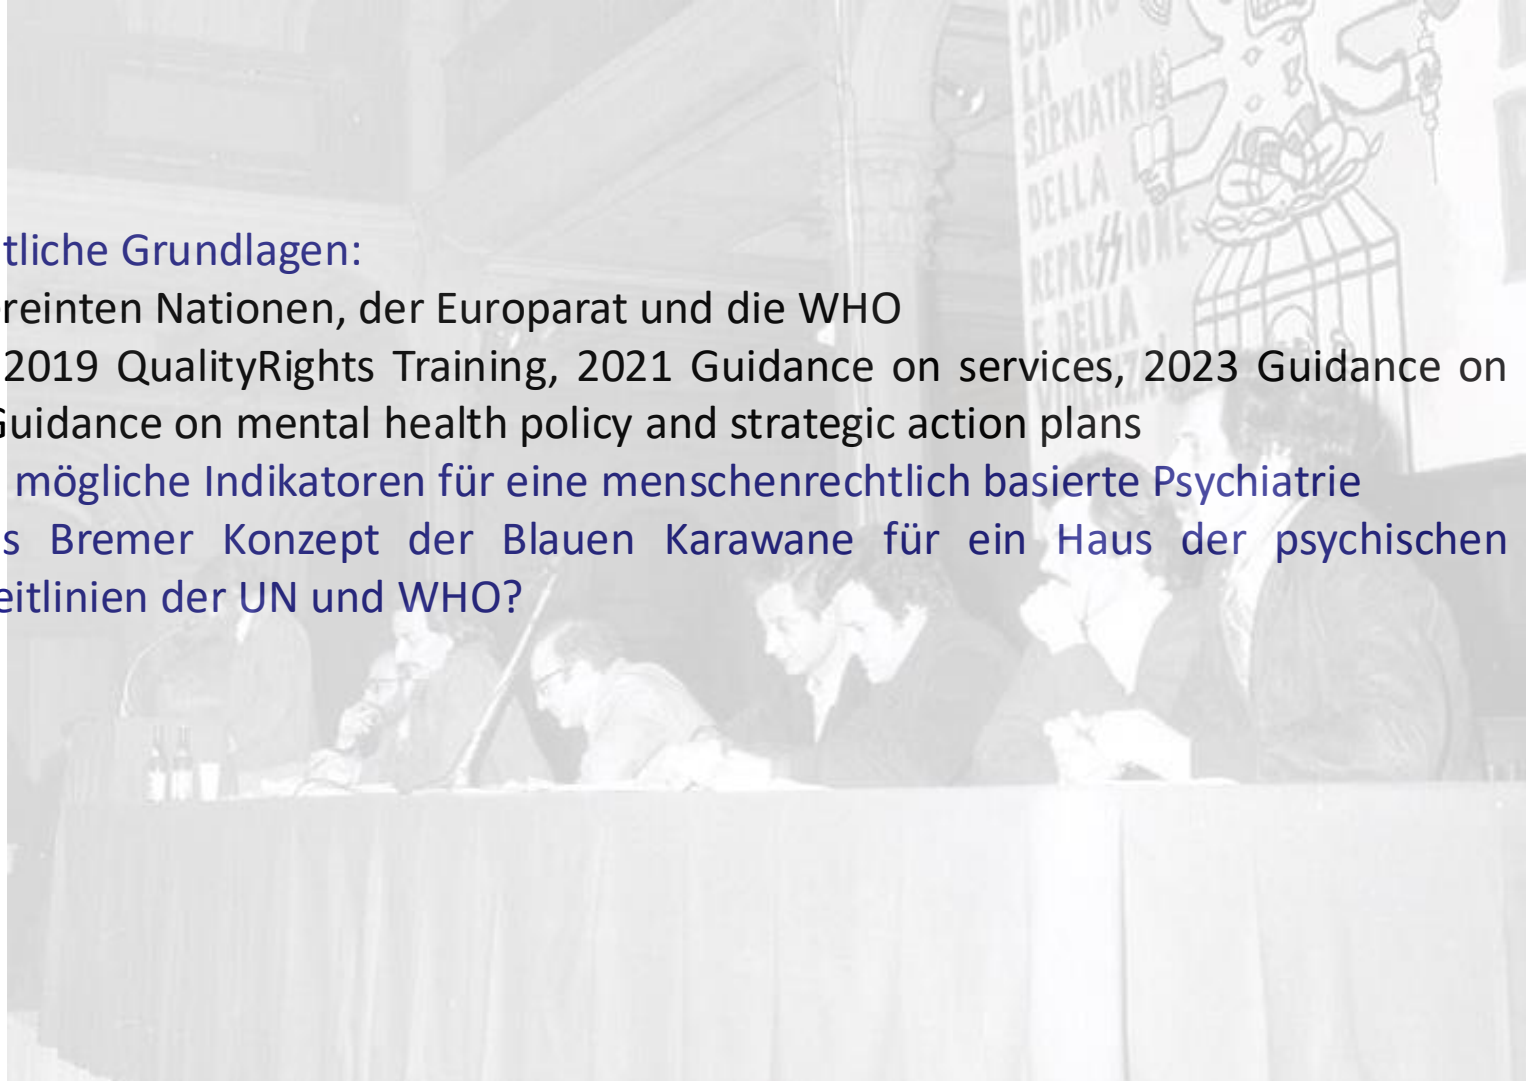 CONTRO
LA
SIPKIATRIA
DELLA
REPRESSIONE
E DELLA
VIOLENZA
tliche Grundlagen:
reinten Nationen, der Europarat und die WHO
2019 QualityRights Training, 2021 Guidance on services, 2023 Guidance on
Guidance on mental health policy and strategic action plans
mögliche Indikatoren für eine menschenrechtlich basierte Psychiatrie
s Bremer Konzept der Blauen Karawane für ein Haus der psychischen
eitlinien der UN und WHO?